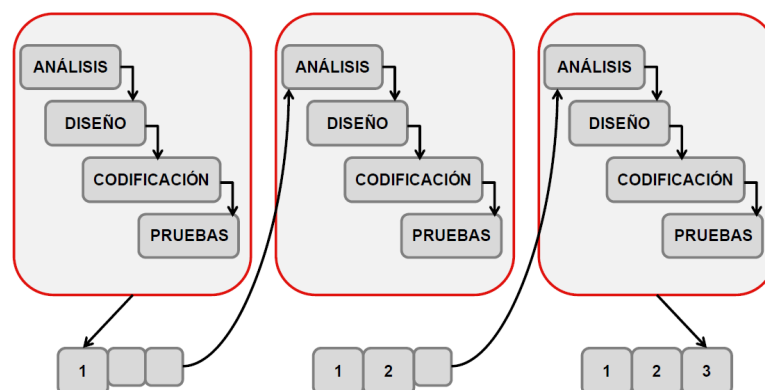 ANÁLISIS
DISEÑO
CODIFICACIÓN
PRUEBAS
ANÁLISIS
DISEÑO
CODIFICACIÓN
PRUEBAS
ANÁLISIS
DISEÑO
CODIFICACIÓN
PRUEBAS
1
1 2
1 2 3